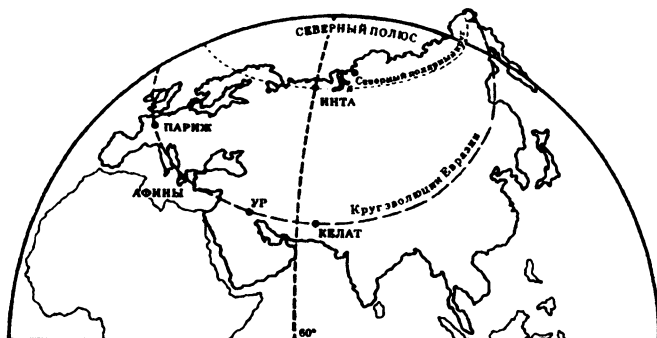 СЕВЕРНЫЙ ПОЛЮС
Северный полярный круг
ИНТА
ПАРИЖ
АФИНЫ
УР
КЕЛАТ
Круг эволюции Евразии
60°